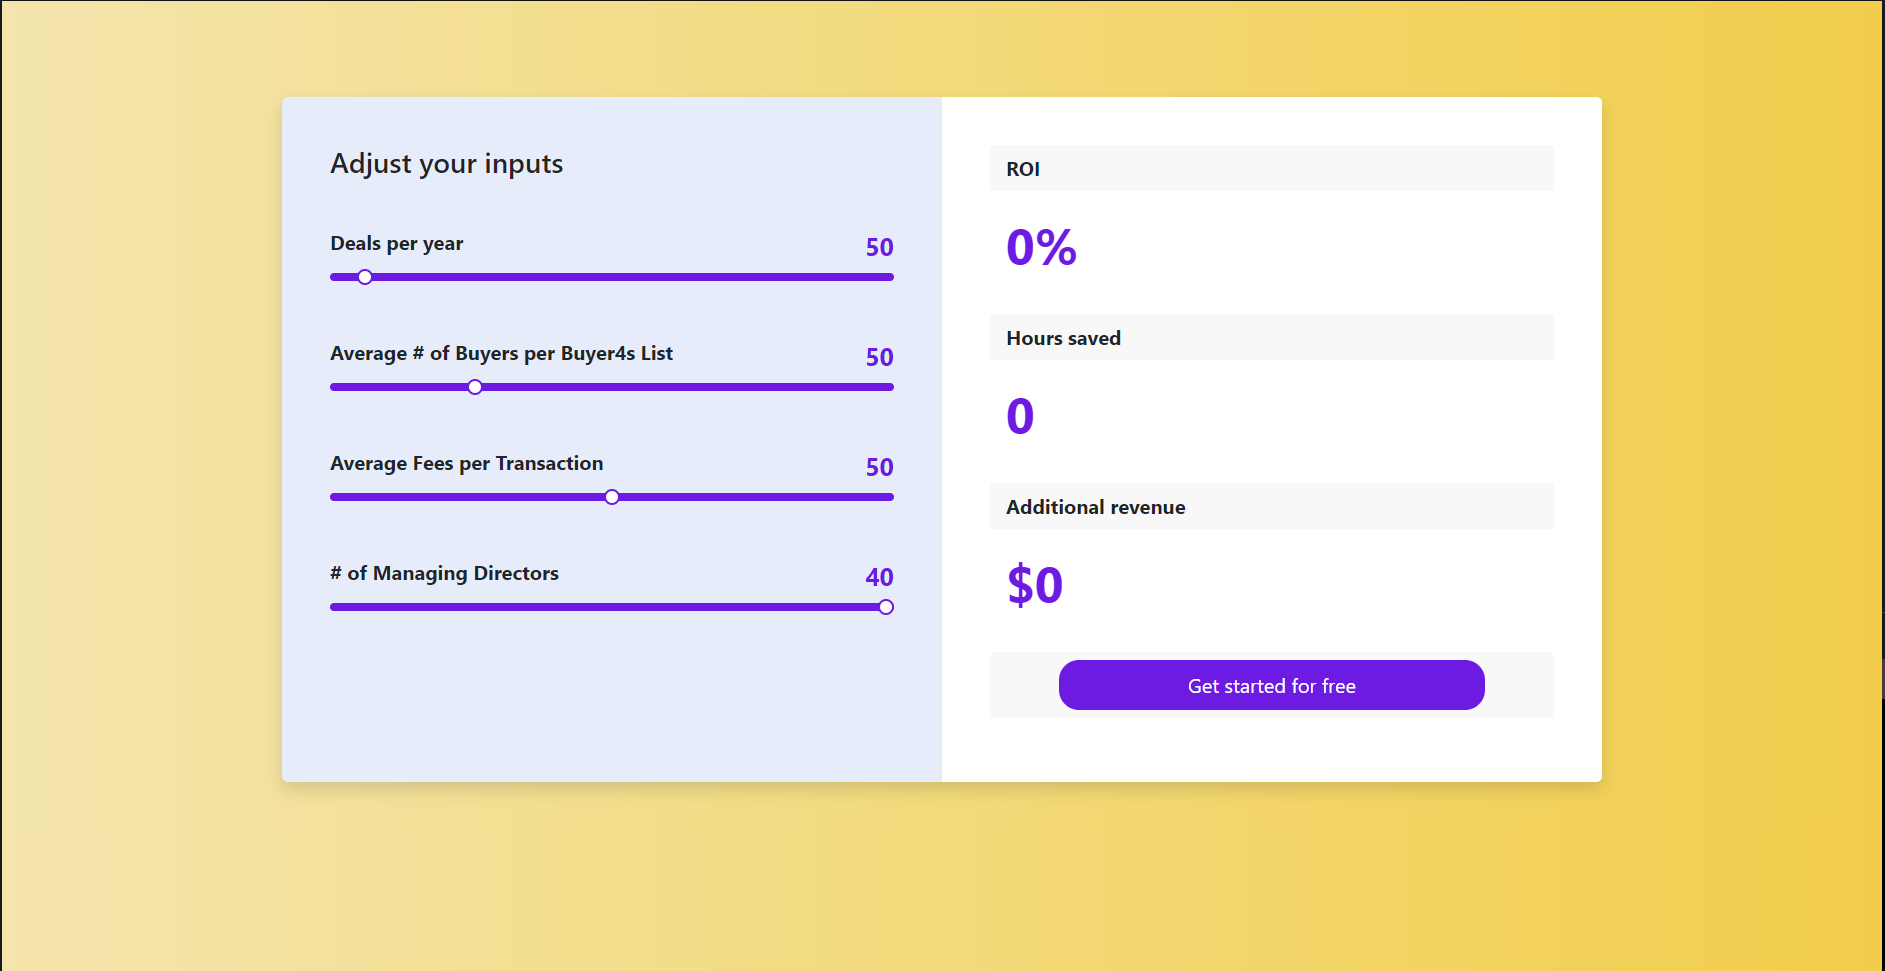 Adjust your inputs
Deals per year
50
Average # of Buyers per Buyer4s List
50
Average Fees per Transaction
50
# of Managing Directors
40
ROI
0%
Hours saved
0
Additional revenue
$0
Get started for free